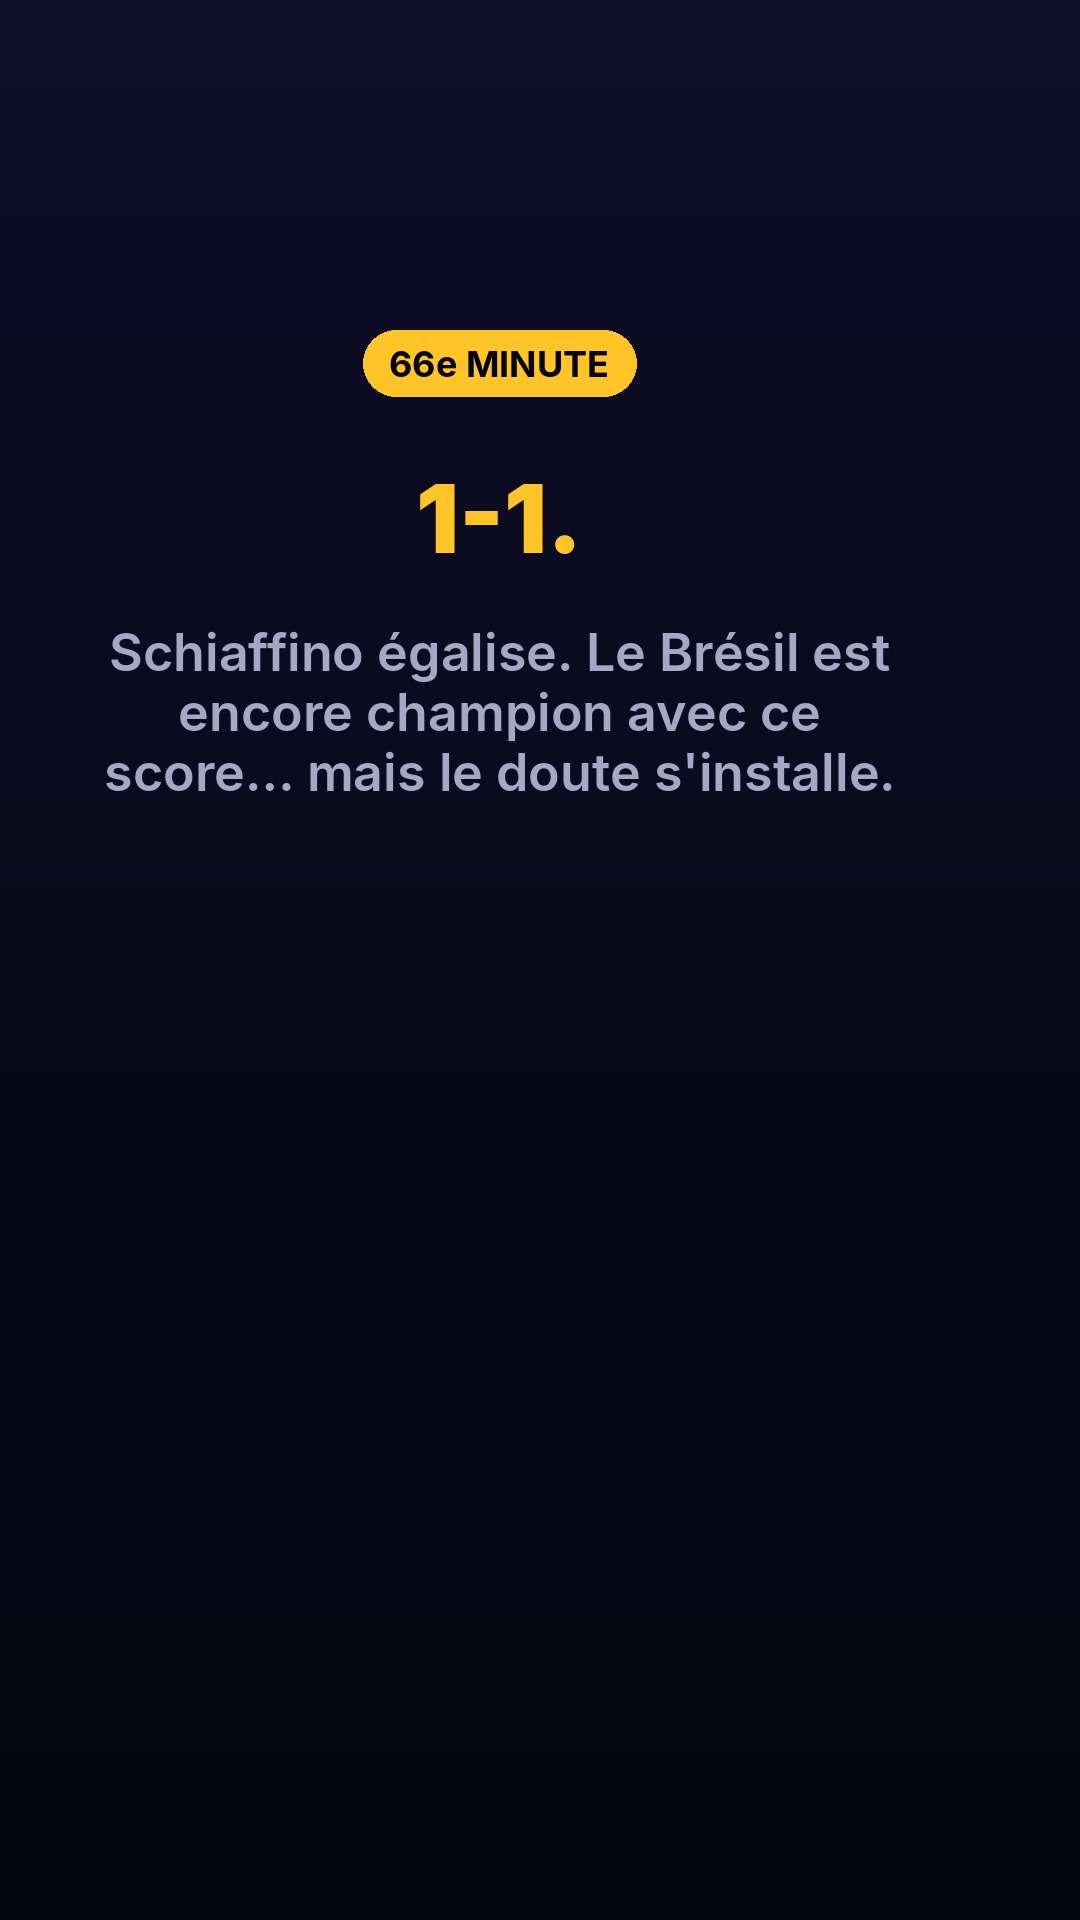 66e MINUTE
1-1.
Schiaffino égalise. Le Brésil est
encore champion avec ce
score... mais le doute s'installe.